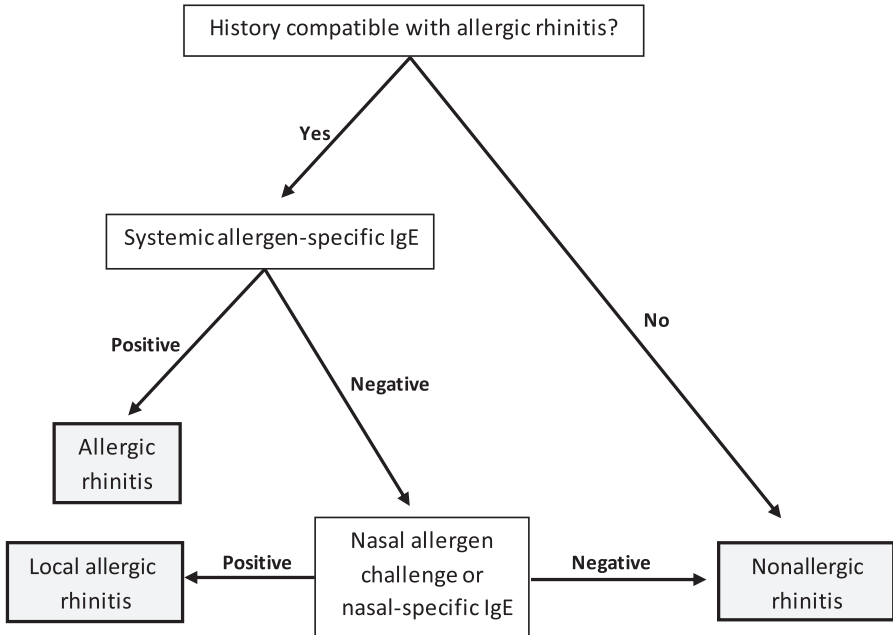 History compatible with allergic rhinitis?
Yes
Systemic allergen-specific IgE
No
Positive
Negative
Allergic
rhinitis
Nasal allergen
challenge or
nasal-specific IgE
Local allergic
rhinitis
Positive
Negative
Nonallergic
rhinitis